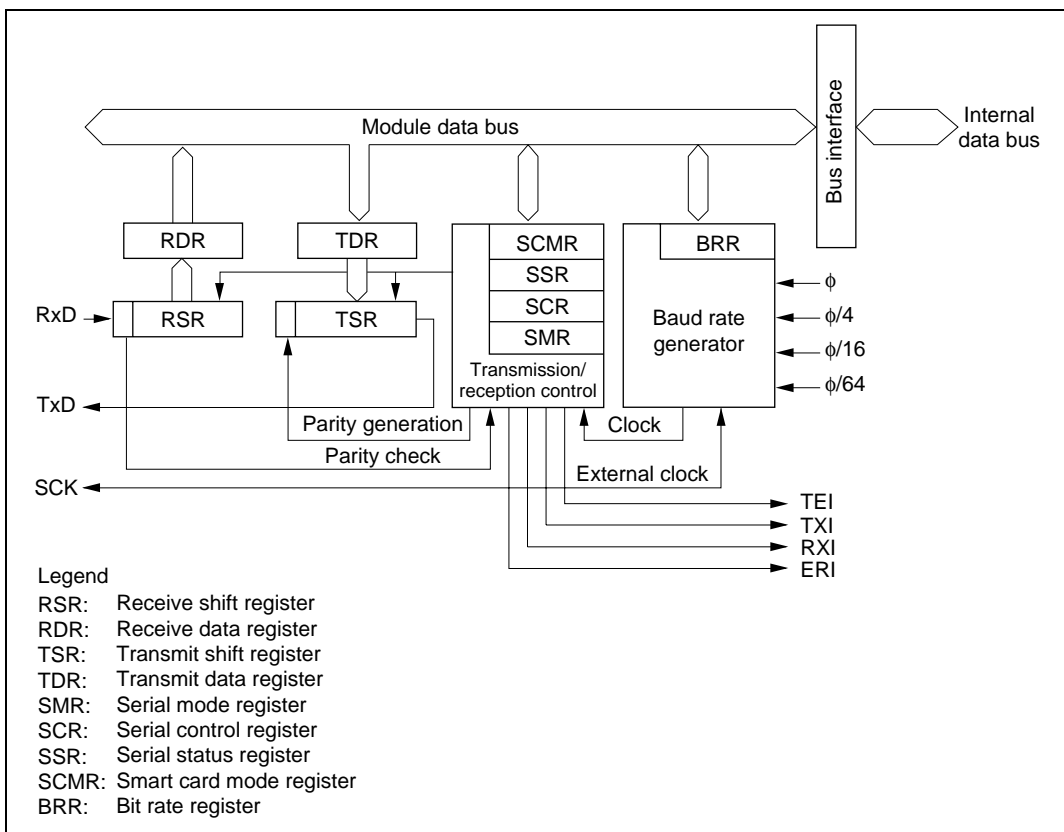 Module data bus
Bus interface
Internal
data bus
RDR
TDR
SCMR
BRR
SSR
SCR
SMR
RxD
RSR
TSR
Baud rate
generator
ϕ
ϕ/4
ϕ/16
ϕ/64
Transmission/
reception control
TxD
Parity generation
Clock
Parity check
External clock
SCK
TEI
TXI
RXI
ERI
Legend
RSR: Receive shift register
RDR: Receive data register
TSR: Transmit shift register
TDR: Transmit data register
SMR: Serial mode register
SCR: Serial control register
SSR: Serial status register
SCMR: Smart card mode register
BRR: Bit rate register